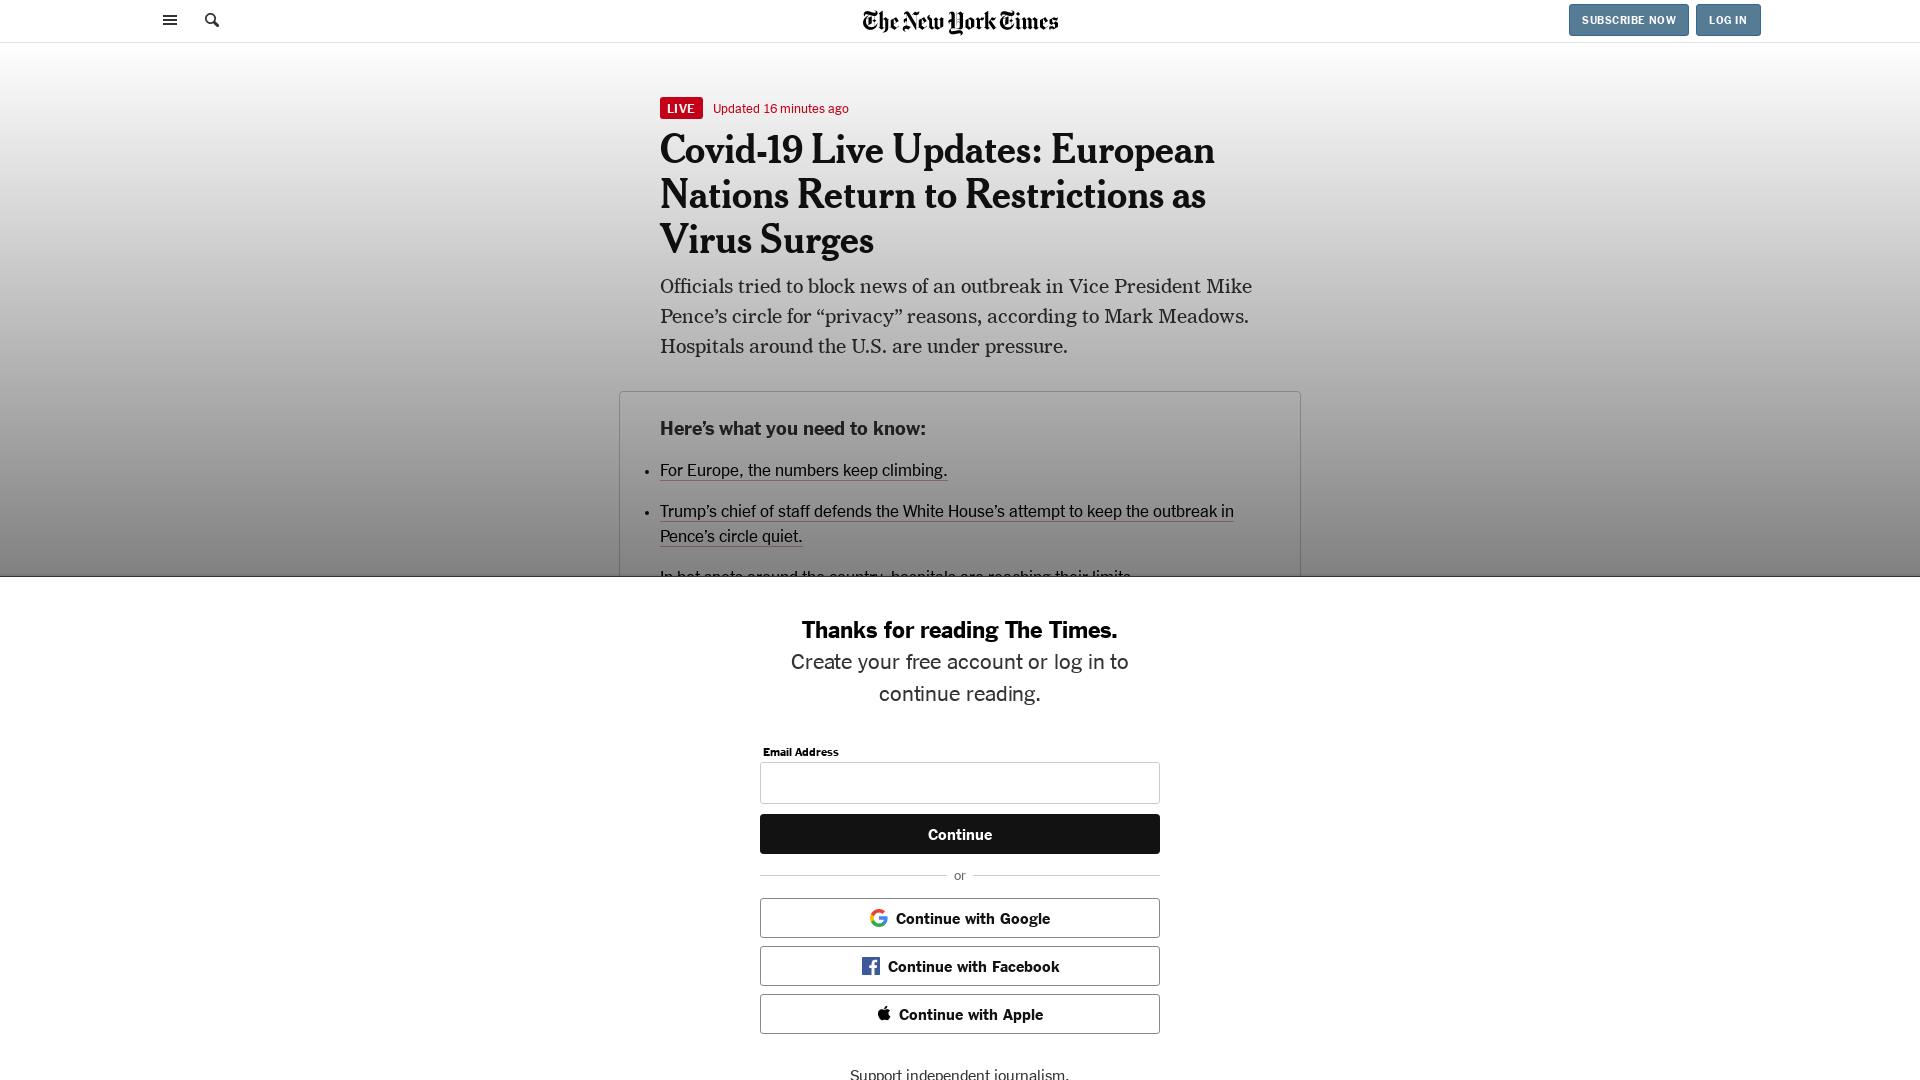 The New York Times
SUBSCRIBE NOW
LOG IN
LIVE
Updated 16 minutes ago
Covid-19 Live Updates: European
Nations Return to Restrictions as
Virus Surges
Officials tried to block news of an outbreak in Vice President Mike
Pence’s circle for “privacy” reasons, according to Mark Meadows.
Hospitals around the U.S. are under pressure.
Here’s what you need to know:
• For Europe, the numbers keep climbing.
• Trump’s chief of staff defends the White House’s attempt to keep the outbreak in
Pence’s circle quiet.
In hot spots around the country, hospitals are reaching their limits.
Thanks for reading The Times.
Create your free account or log in to
continue reading.
Email Address
Continue
or
Continue with Google
Continue with Facebook
Continue with Apple
Support independent journalism.